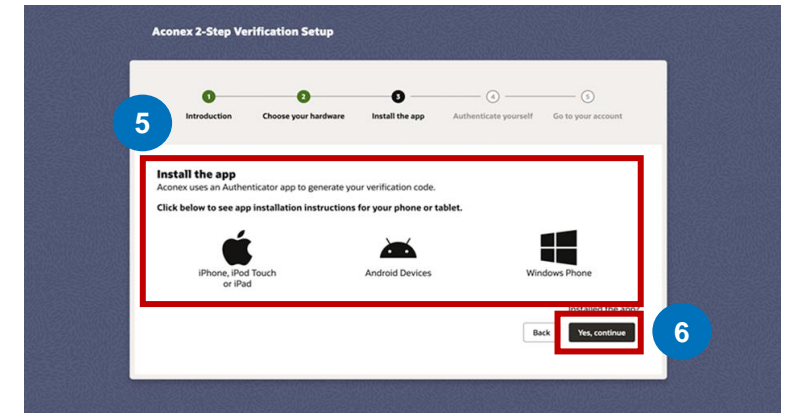 Aconex 2-Step Verification Setup
1 2 3 4 5
Introduction Choose your hardware Install the app Authenticate yourself Go to your account
5
Install the app
Aconex uses an Authenticator app to generate your verification code.
Click below to see app installation instructions for your phone or tablet.
iPhone, iPod Touch Android Devices Windows Phone
or iPad
Installed the app?
Back Yes, continue
6